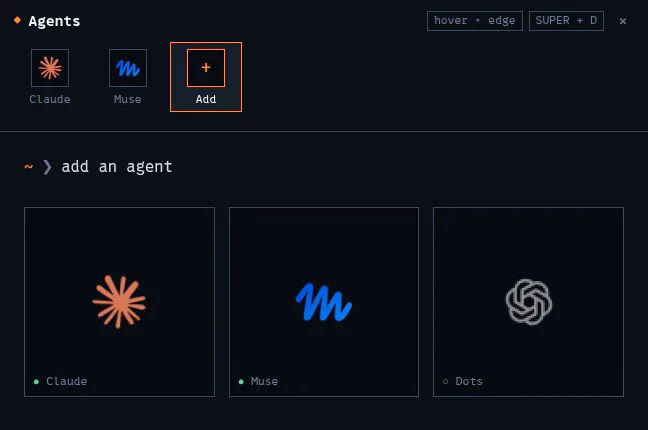 Agents
hover ‣ edge
SUPER + D
×
Claude
Muse
+
Add
~ ❯ add an agent
● Claude
● Muse
○ Dots